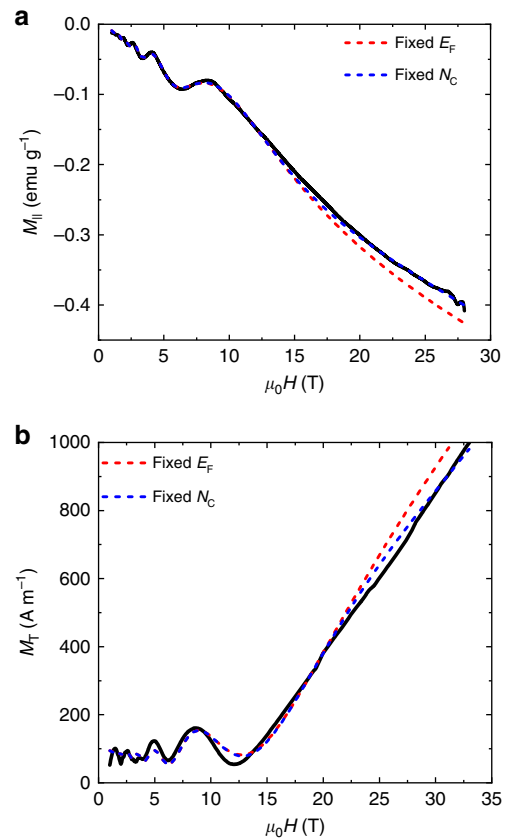 a
0.0
Fixed E_F
Fixed N_C
−0.1
−0.2
−0.3
−0.4
M_|| (emu g⁻¹)
0 5 10 15 20 25 30
μ₀H (T)
b
1000
Fixed E_F
Fixed N_C
800
600
400
200
0
M_T (A m⁻¹)
0 5 10 15 20 25 30 35
μ₀H (T)